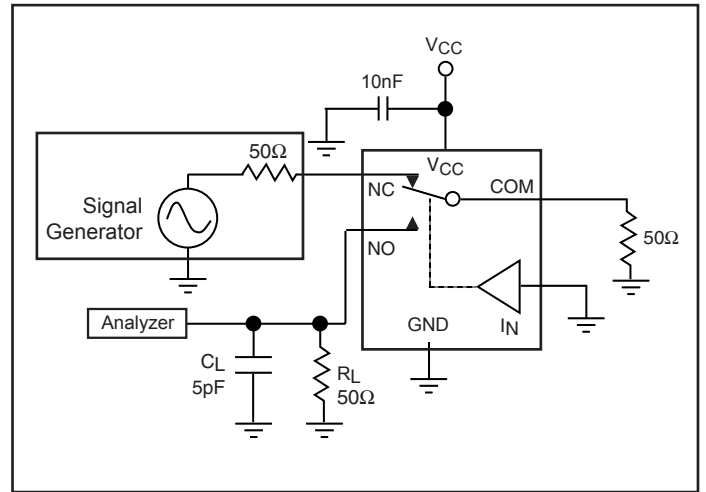 VCC
10nF
50Ω
VCC
NC
COM
Signal
Generator
NO
50Ω
Analyzer
GND
IN
CL
5pF
RL
50Ω